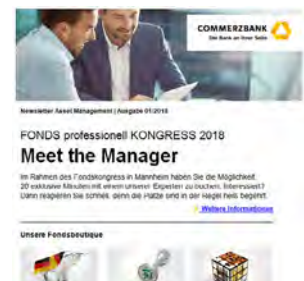 COMMERZBANK
Die Bank an Ihrer Seite
Newsletter Asset Management | Ausgabe 01/2018
FONDS professionell KONGRESS 2018
Meet the Manager
Im Rahmen des Fondskongress in Mannheim haben Sie die Möglichkeit,
20 exklusive Minuten mit einem unserer Experten zu buchen. Interessiert?
Dann reagieren Sie schnell, denn die Plätze sind in der Regel heiß begehrt.
Weitere Informationen
Unsere Fondsboutique